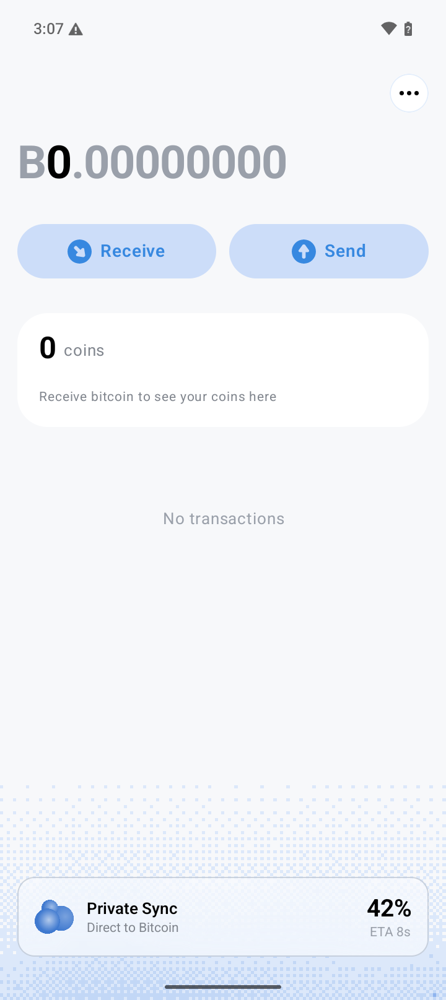 3:07
B0.00000000
Receive
Send
0 coins
Receive bitcoin to see your coins here
No transactions
Private Sync
42%
Direct to Bitcoin
ETA 8s